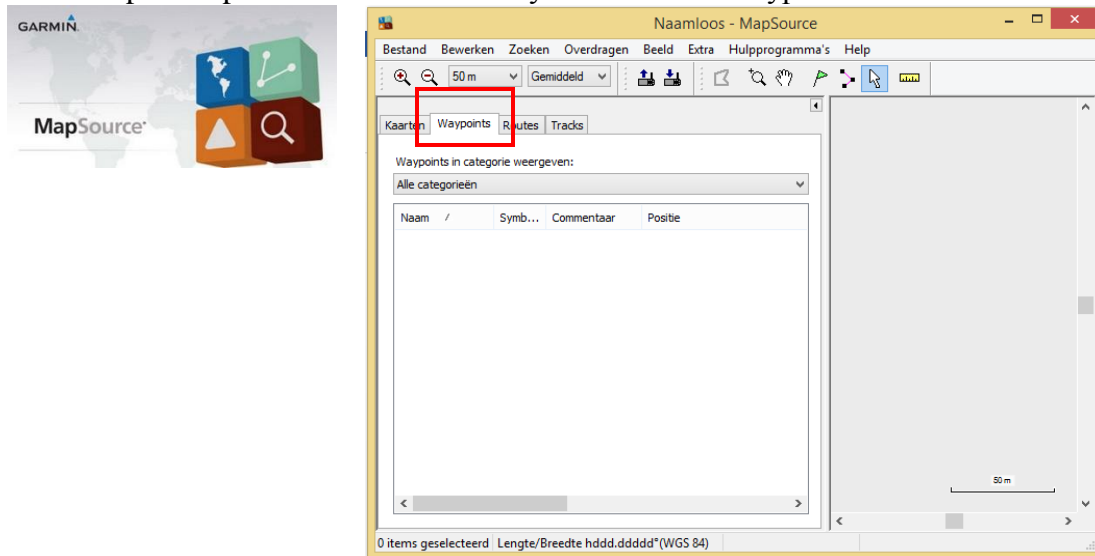 GARMIN
MapSource
Naamloos - MapSource
Bestand Bewerken Zoeken Overdragen Beeld Extra Hulpprogramma's Help
50 m Gemiddeld
Kaarten Waypoints Routes Tracks
Waypoints in categorie weergeven:
Alle categorieën
Naam / Symb... Commentaar Positie
50 m
0 items geselecteerd Lengte/Breedte hddd.ddddd°(WGS 84)